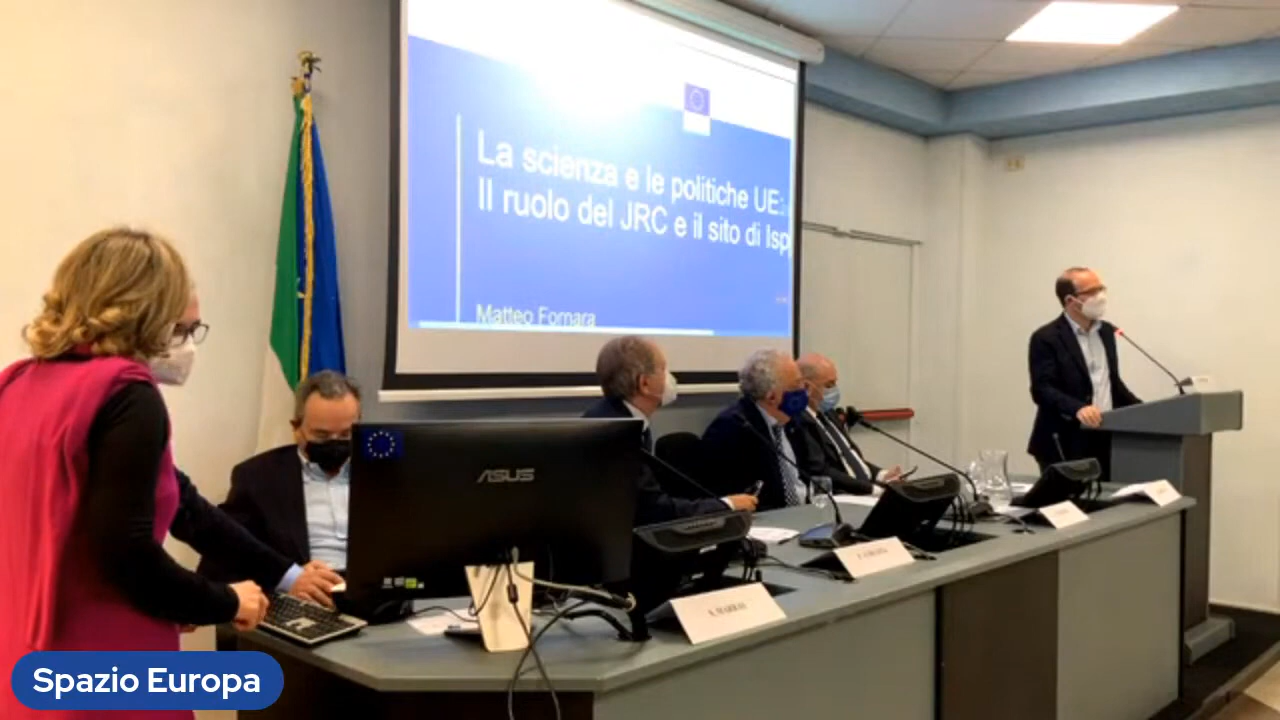 La scienza e le politiche UE:
Il ruolo del JRC e il sito di Isp
Matteo Fornara
ASUS
Spazio Europa